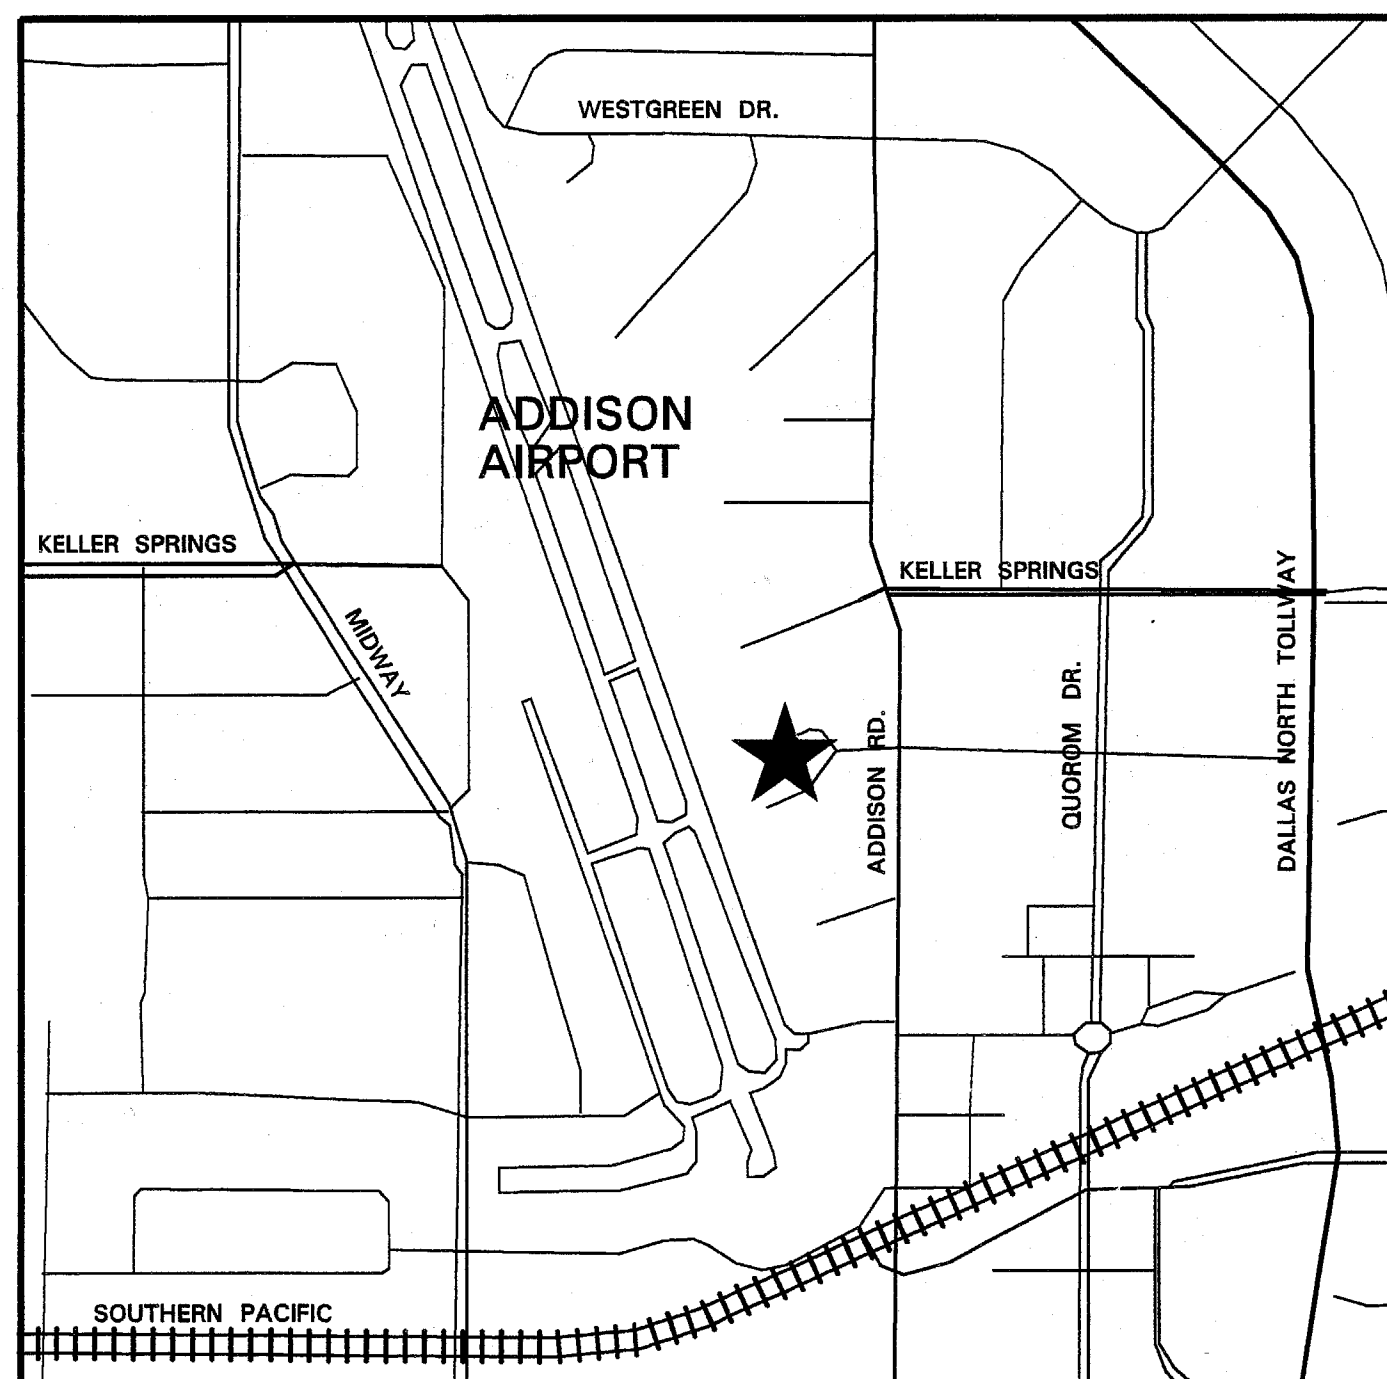 WESTGREEN DR.
ADDISON
AIRPORT
KELLER SPRINGS
KELLER SPRINGS
MIDWAY
ADDISON RD.
QUOROM DR.
DALLAS NORTH TOLLWAY
SOUTHERN PACIFIC